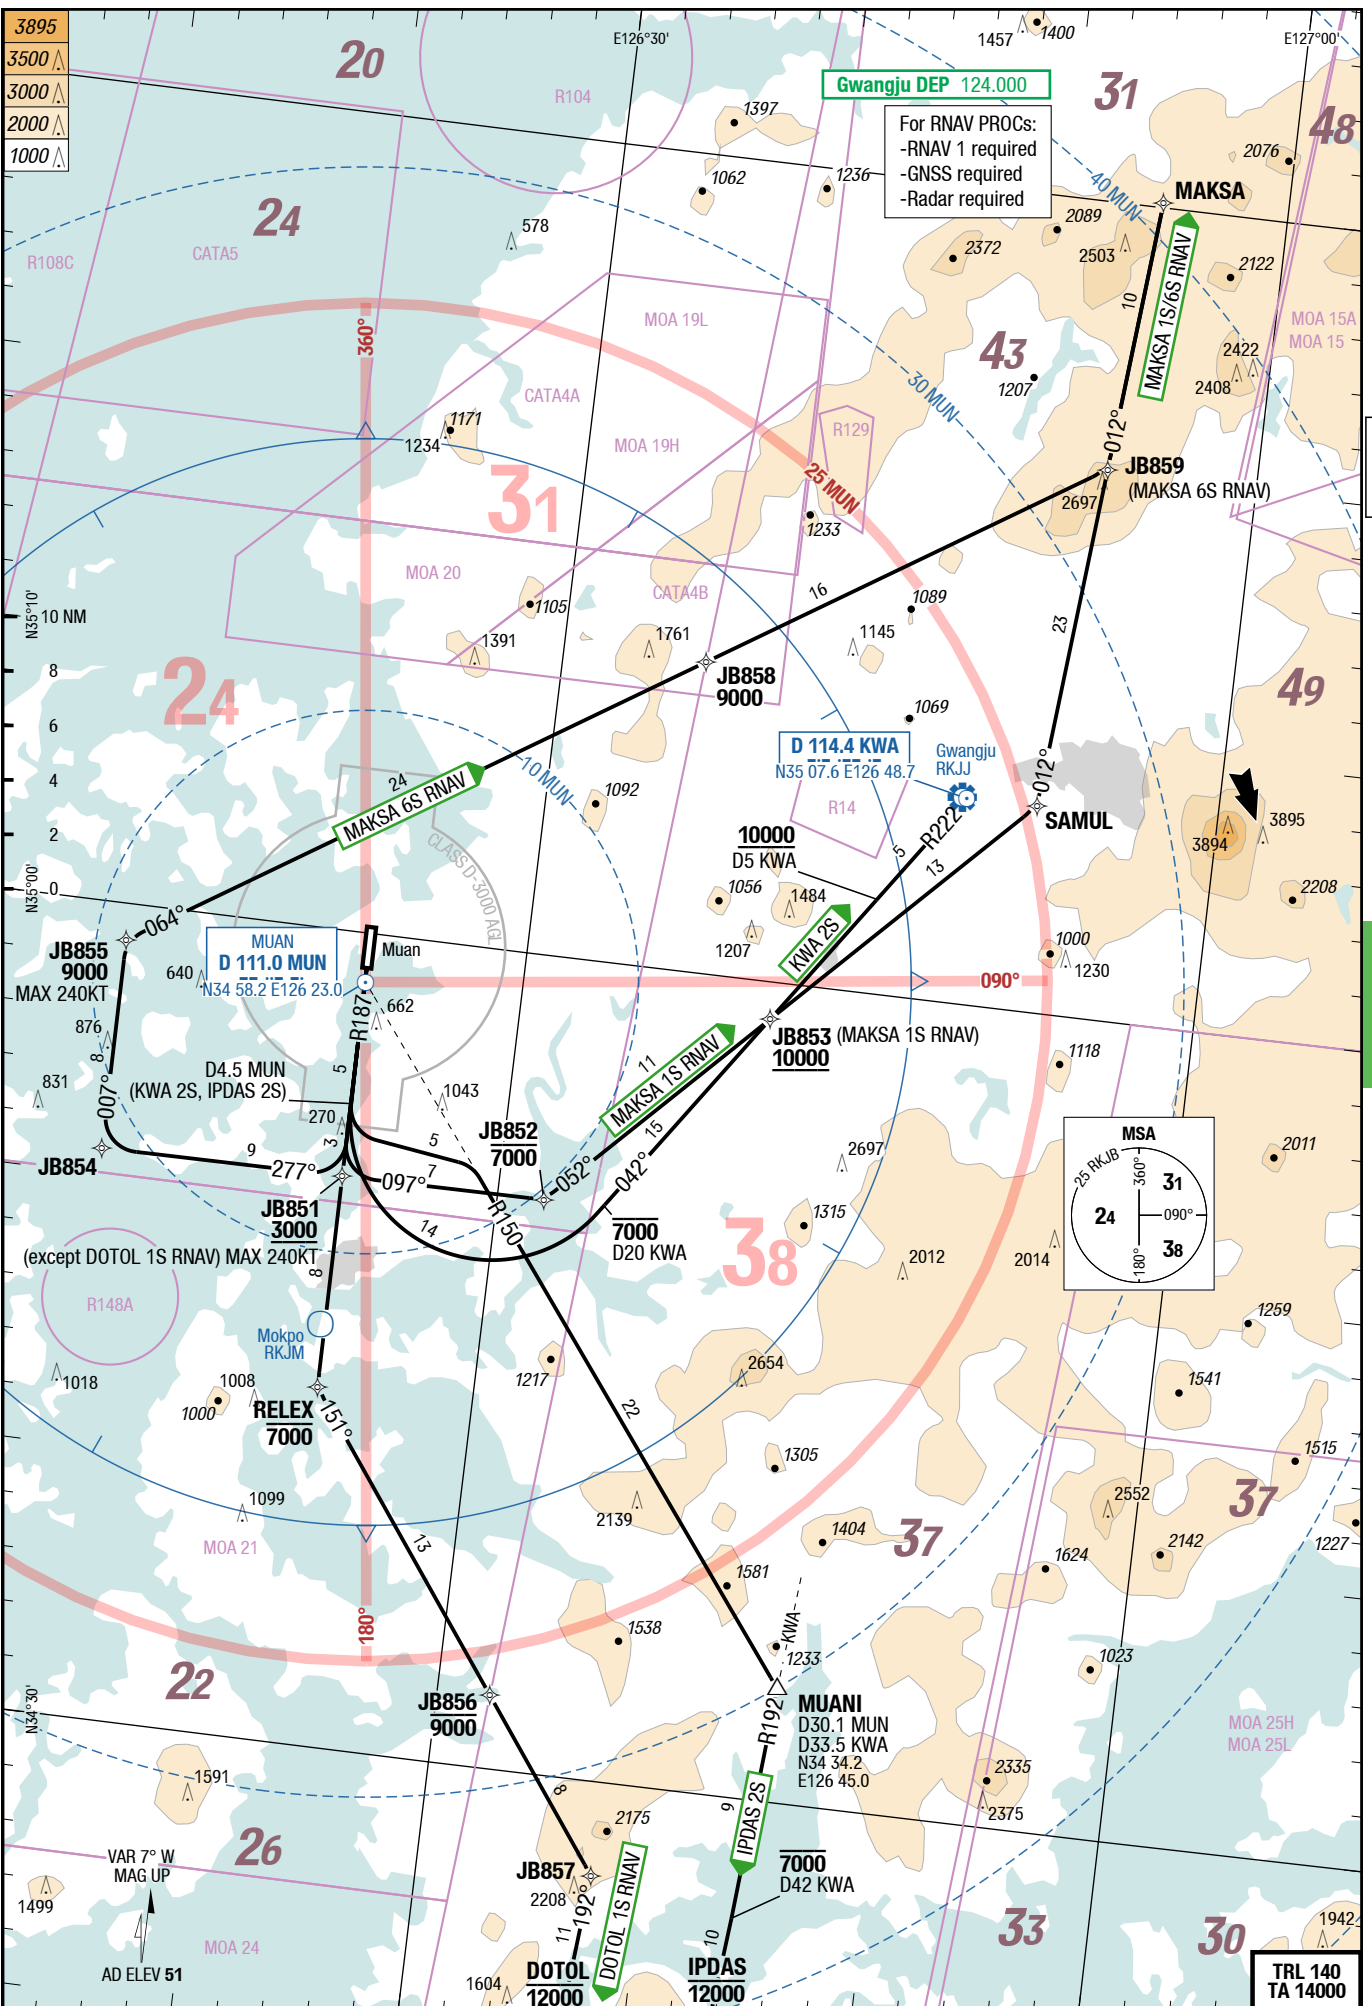 3895
3500
3000
2000
1000
20
E126°30'
1457
1400
E127°00'
R104
Gwangju DEP 124.000
31
48
1397
For RNAV PROCs:
-RNAV 1 required
-GNSS required
-Radar required
2076
1062
1236
40 MUN
MAKSA
24
578
2089
2503
2372
2122
R108C
CATA5
MAKSA 1S/6S RNAV
10
MOA 19L
MOA 15A
MOA 15
360°
43
1207
2422
2408
30 MUN
CATA4A
1171
1234
MOA 19H
R129
012°
25 MUN
JB859
(MAKSA 6S RNAV)
2697
31
1233
MOA 20
CATA4B
16
1105
1089
N35°10'
10 NM
1391
1761
1145
23
8
JB858
9000
24
49
6
1069
D 114.4 KWA
N35 07.6 E126 48.7
Gwangju
RKJJ
10 MUN
4
24
MAKSA 6S RNAV
1092
R14
012°
SAMUL
2
CLASS D-3000 AGL
10000
D5 KWA
5
R222
13
3895
3894
0
N35°00'
1056
1484
2208
064°
JB855
9000
MAX 240KT
MUAN
D 111.0 MUN
N34 58.2 E126 23.0
Muan
1207
KWA 2S
1000
1230
640
090°
662
R187
876
8
JB853 (MAKSA 1S RNAV)
10000
D4.5 MUN
(KWA 2S, IPDAS 2S)
5
11
MAKSA 1S RNAV
1118
831
1043
007°
270
3
5
JB852
7000
15
MSA
25 RKJB
360°
31
24
090°
38
180°
2011
JB854
9
277°
7
097°
052°
042°
2697
JB851
3000
(except DOTOL 1S RNAV) MAX 240KT
R150
14
7000
D20 KWA
1315
38
2012
2014
8
R148A
Mokpo
RKJM
1259
1018
1008
1000
1217
2654
1541
RELEX
7000
151°
22
1305
1515
1099
2139
2552
37
MOA 21
13
1404
37
2142
1227
1581
1624
180°
1538
KWA
1233
1023
22
JB856
9000
N34°30'
MUANI
D30.1 MUN
D33.5 KWA
N34 34.2
E126 45.0
R192
MOA 25H
MOA 25L
1591
8
2335
2375
9
IPDAS 2S
2175
26
VAR 7° W
MAG UP
JB857
2208
7000
D42 KWA
1499
192°
DOTOL 1S RNAV
33
30
1942
MOA 24
11
10
AD ELEV 51
1604
DOTOL
12000
IPDAS
12000
TRL 140
TA 14000